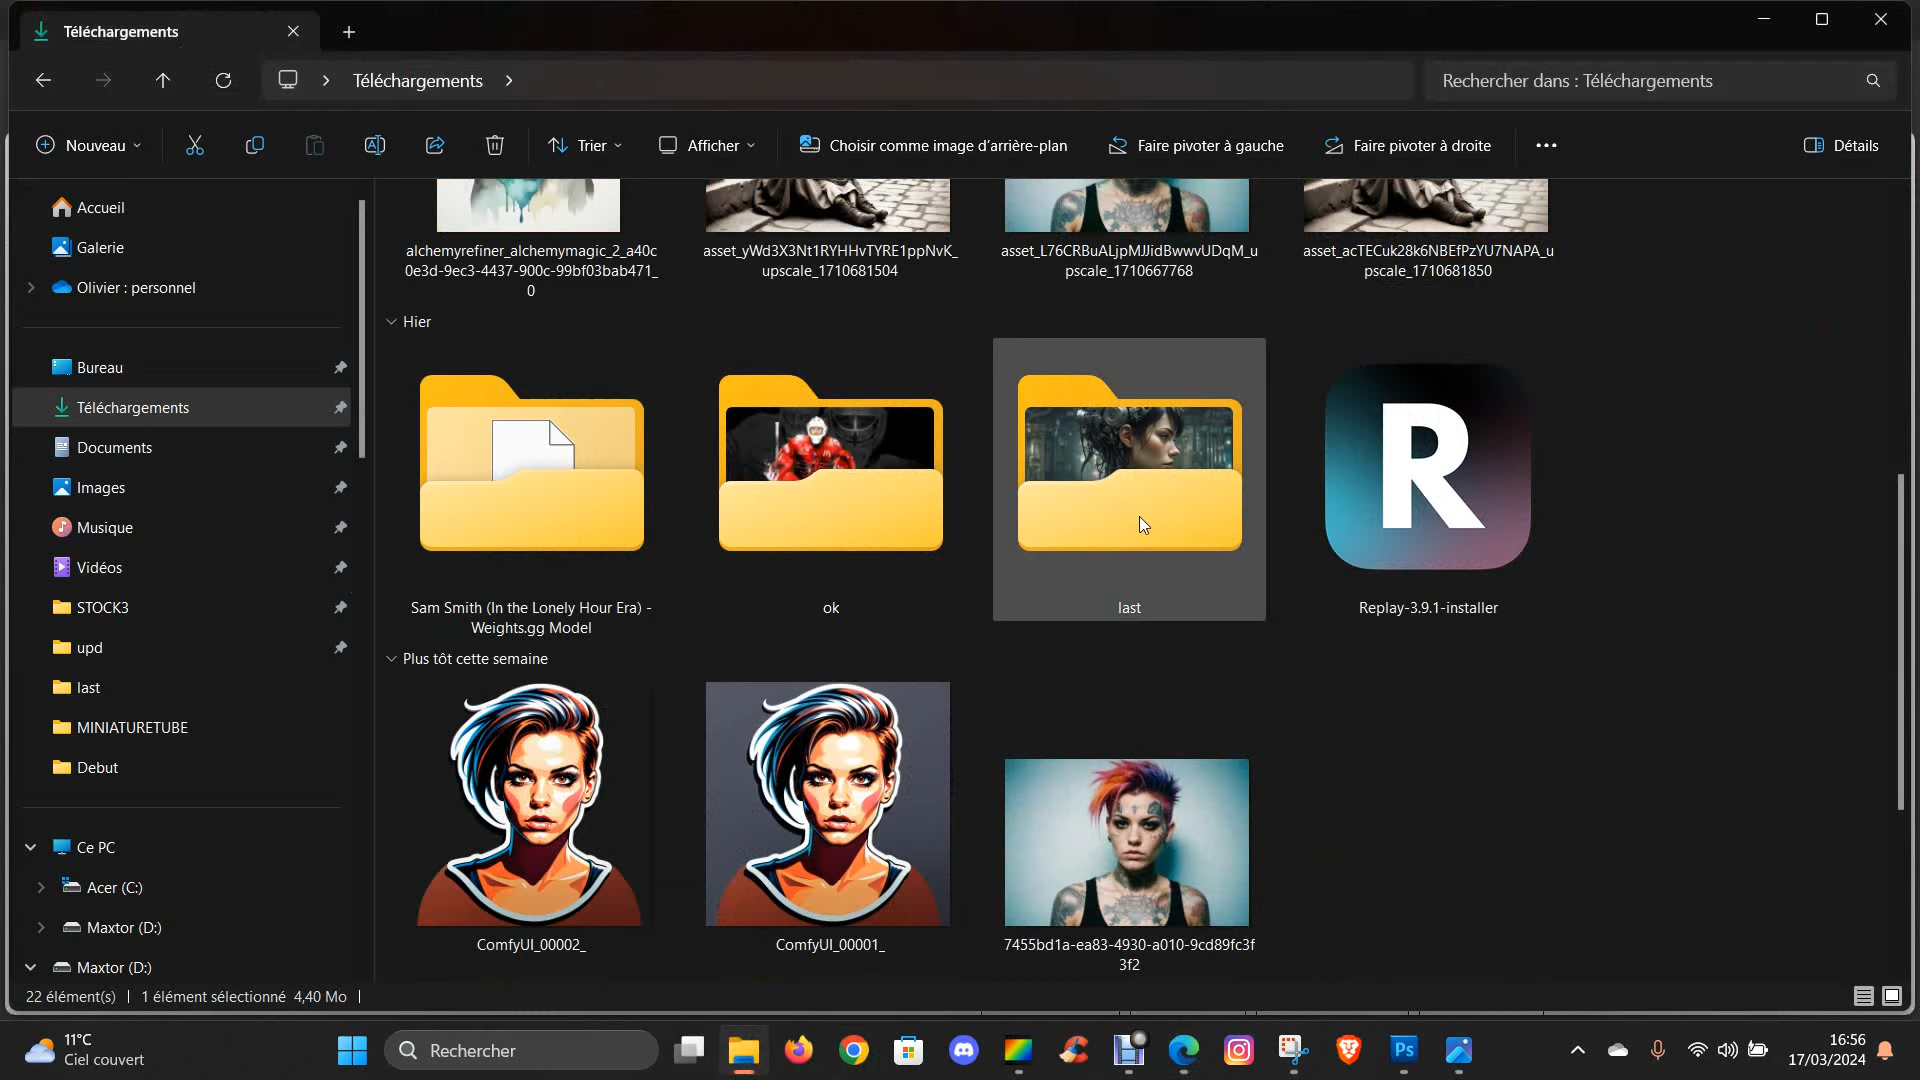 Téléchargements
Téléchargements
Rechercher dans : Téléchargements
Nouveau
Trier
Afficher
Choisir comme image d'arrière-plan
Faire pivoter à gauche
Faire pivoter à droite
Détails
Accueil
Galerie
Olivier : personnel
Bureau
Téléchargements
Documents
Images
Musique
Vidéos
STOCK3
upd
last
MINIATURETUBE
Debut
Ce PC
Acer (C:)
Maxtor (D:)
Maxtor (D:)
alchemyrefiner_alchemymagic_2_a40c
0e3d-9ec3-4437-900c-99bf03bab471_
0
asset_yWd3X3Nt1RYHHvTYRE1ppNvK_
upscale_1710681504
asset_L76CRBuALjpMJJidBwwvUDqM_u
pscale_1710667768
asset_acTECuk28k6NBEfPzYU7NAPA_u
pscale_1710681850
Hier
Sam Smith (In the Lonely Hour Era) -
Weights.gg Model
ok
last
R
Replay-3.9.1-installer
Plus tôt cette semaine
ComfyUI_00002_
ComfyUI_00001_
7455bd1a-ea83-4930-a010-9cd89fc3f
3f2
22 élément(s)
1 élément sélectionné 4,40 Mo
11°C
Ciel couvert
Rechercher
Ps
16:56
17/03/2024